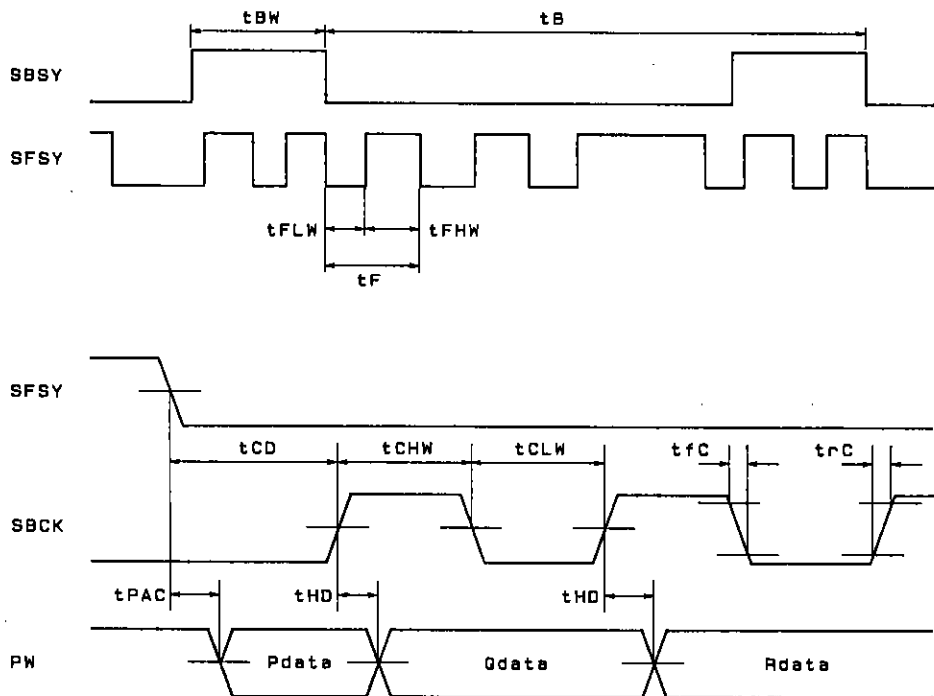 tBW tB
SBSY
SFSY
tFLW tFHW
tF
SFSY
tCD tCHW tCLW tfC trC
SBCK
tPAC tHD tHD
PW Pdata Qdata Rdata